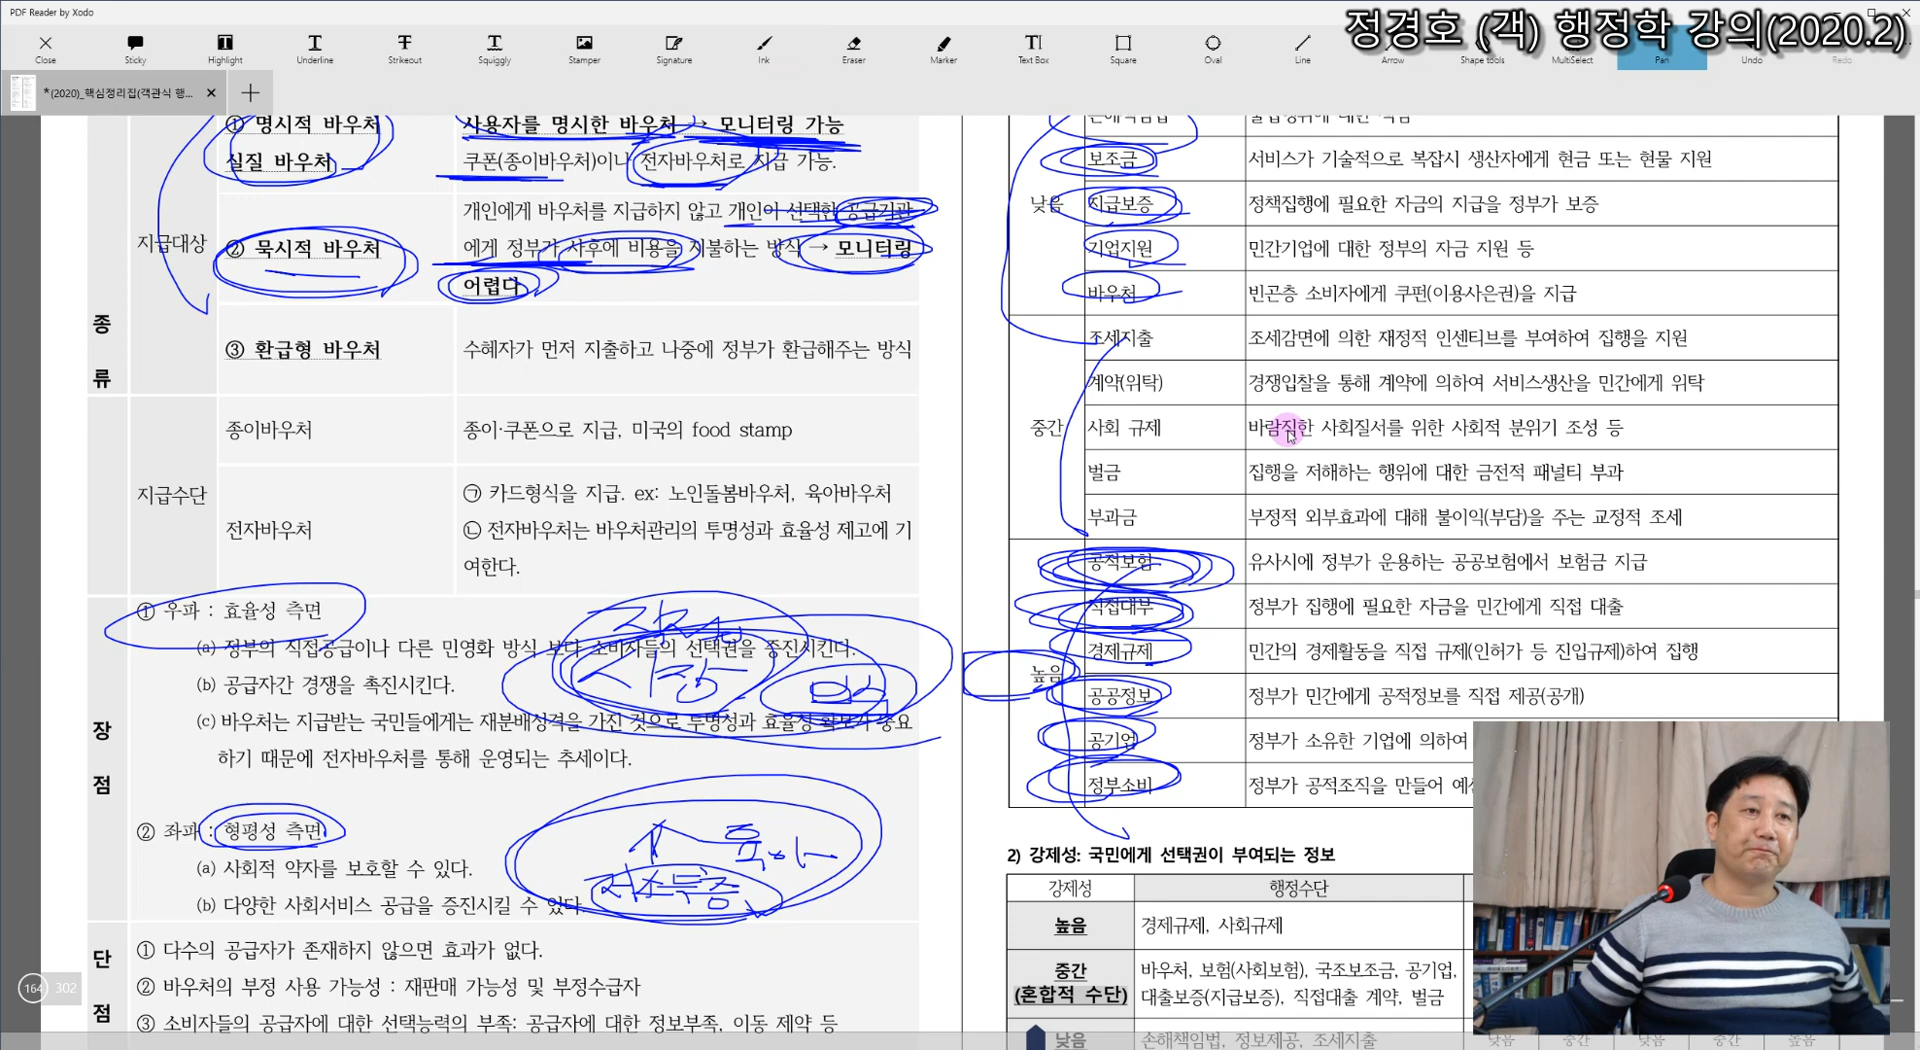 PDF Reader by Xodo
정경호 (객) 행정학 강의(2020.2)
Close
Sticky
Highlight
Underline
Strikeout
Squiggly
Stamper
Signature
Ink
Eraser
Marker
Text Box
Square
Oval
Line
Arrow
Shape tools
MultiSelect
Pan
Undo
Redo
*(2020)_핵심정리집(객관식 행...
종
류
지급대상
① 명시적 바우처
실질 바우처
사용자를 명시한 바우처 → 모니터링 가능
쿠폰(종이바우처)이나 전자바우처로 지급 가능.
② 묵시적 바우처
개인에게 바우처를 지급하지 않고 개인이 선택한 공급기관
에게 정부가 사후에 비용을 지불하는 방식 → 모니터링
어렵다
③ 환급형 바우처
수혜자가 먼저 지출하고 나중에 정부가 환급해주는 방식
지급수단
종이바우처
종이·쿠폰으로 지급, 미국의 food stamp
전자바우처
㉠ 카드형식을 지급. ex: 노인돌봄바우처, 육아바우처
㉡ 전자바우처는 바우처관리의 투명성과 효율성 제고에 기
여한다.
장
점
① 우파 : 효율성 측면
(a) 정부의 직접공급이나 다른 민영화 방식 보다 소비자들의 선택권을 증진시킨다.
(b) 공급자간 경쟁을 촉진시킨다.
(c) 바우처는 지급받는 국민들에게는 재분배성격을 가진 것으로 투명성과 효율성 확보가 중요
하기 때문에 전자바우처를 통해 운영되는 추세이다.
시장
② 좌파 : 형평성 측면
(a) 사회적 약자를 보호할 수 있다.
(b) 다양한 사회서비스 공급을 증진시킬 수 있다.
육아
단
점
① 다수의 공급자가 존재하지 않으면 효과가 없다.
② 바우처의 부정 사용 가능성 : 재판매 가능성 및 부정수급자
③ 소비자들의 공급자에 대한 선택능력의 부족: 공급자에 대한 정보부족, 이동 제약 등
164 302
낮음
손해책임법
불법행위에 대한 책임
보조금
서비스가 기술적으로 복잡시 생산자에게 현금 또는 현물 지원
지급보증
정책집행에 필요한 자금의 지급을 정부가 보증
기업지원
민간기업에 대한 정부의 자금 지원 등
바우처
빈곤층 소비자에게 쿠펀(이용사은권)을 지급
중간
조세지출
조세감면에 의한 재정적 인센티브를 부여하여 집행을 지원
계약(위탁)
경쟁입찰을 통해 계약에 의하여 서비스생산을 민간에게 위탁
사회 규제
바람직한 사회질서를 위한 사회적 분위기 조성 등
벌금
집행을 저해하는 행위에 대한 금전적 패널티 부과
부과금
부정적 외부효과에 대해 불이익(부담)을 주는 교정적 조세
높음
공적보험
유사시에 정부가 운용하는 공공보험에서 보험금 지급
직접대부
정부가 집행에 필요한 자금을 민간에게 직접 대출
경제규제
민간의 경제활동을 직접 규제(인허가 등 진입규제)하여 집행
공공정보
정부가 민간에게 공적정보를 직접 제공(공개)
공기업
정부가 소유한 기업에 의하여
정부소비
정부가 공적조직을 만들어 예
2) 강제성: 국민에게 선택권이 부여되는 정보
강제성
행정수단
높음
경제규제, 사회규제
중간
(혼합적 수단)
바우처, 보험(사회보험), 국조보조금, 공기업,
대출보증(지급보증), 직접대출 계약, 벌금
낮음
손해책임법, 정보제공, 조세지출
낮음 중간 낮음 중간 높음